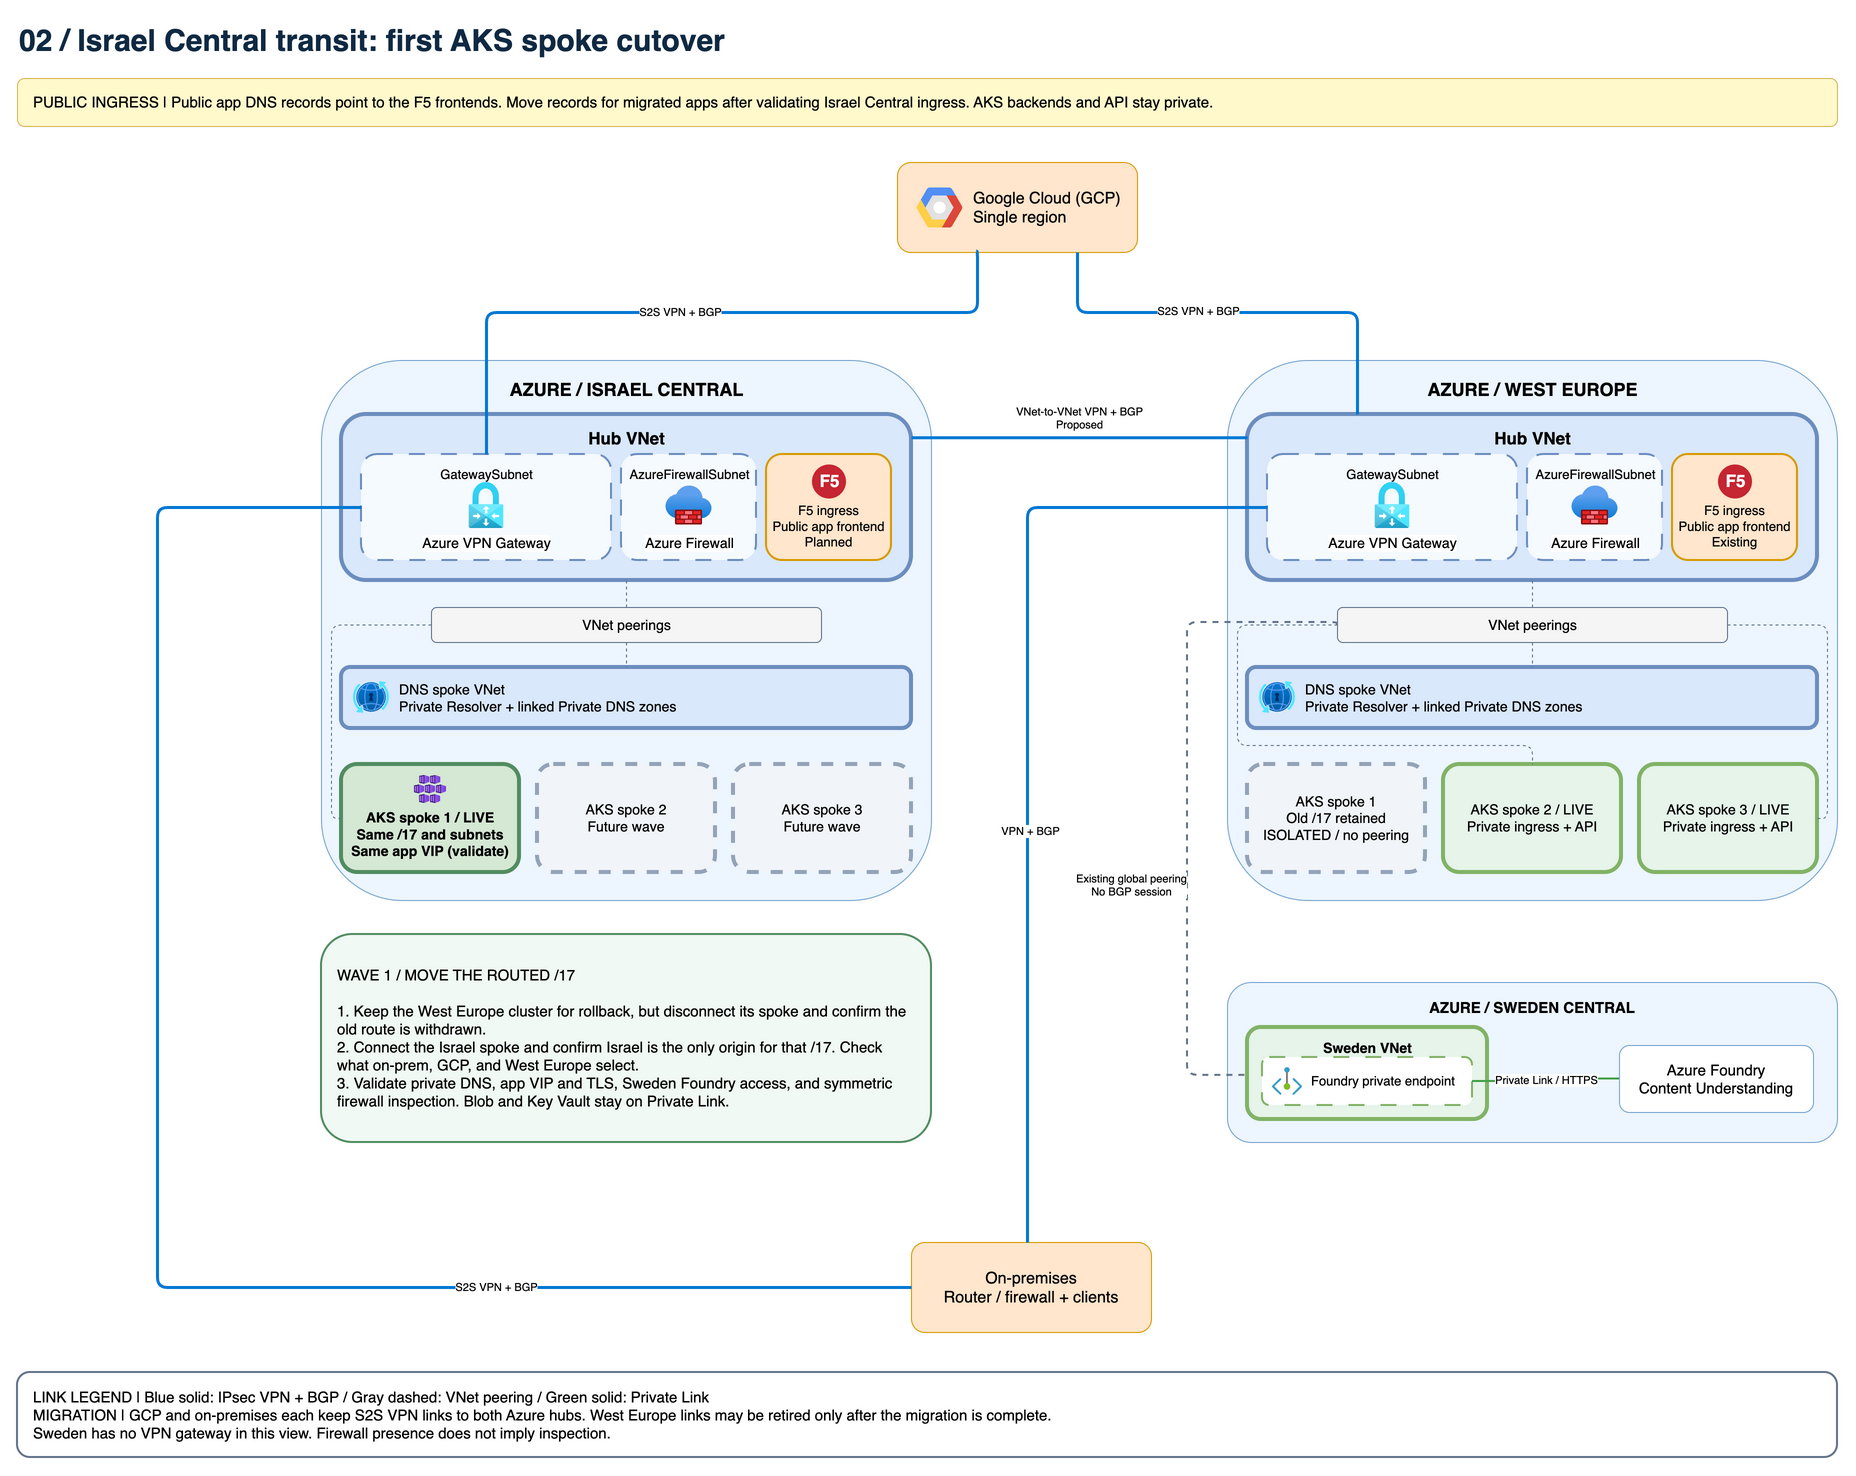 02 / Israel Central transit: first AKS spoke cutover
PUBLIC INGRESS | Public app DNS records point to the F5 frontends. Move records for migrated apps after validating Israel Central ingress. AKS backends and API stay private.
Google Cloud (GCP)
Single region
S2S VPN + BGP
S2S VPN + BGP
AZURE / ISRAEL CENTRAL
Hub VNet
GatewaySubnet
Azure VPN Gateway
AzureFirewallSubnet
Azure Firewall
F5
F5 ingress
Public app frontend
Planned
VNet peerings
DNS spoke VNet
Private Resolver + linked Private DNS zones
AKS spoke 1 / LIVE
Same /17 and subnets
Same app VIP (validate)
AKS spoke 2
Future wave
AKS spoke 3
Future wave
VNet-to-VNet VPN + BGP
Proposed
AZURE / WEST EUROPE
Hub VNet
GatewaySubnet
Azure VPN Gateway
AzureFirewallSubnet
Azure Firewall
F5
F5 ingress
Public app frontend
Existing
VNet peerings
DNS spoke VNet
Private Resolver + linked Private DNS zones
AKS spoke 1
Old /17 retained
ISOLATED / no peering
AKS spoke 2 / LIVE
Private ingress + API
AKS spoke 3 / LIVE
Private ingress + API
VPN + BGP
Existing global peering
No BGP session
WAVE 1 / MOVE THE ROUTED /17
1. Keep the West Europe cluster for rollback, but disconnect its spoke and confirm the
old route is withdrawn.
2. Connect the Israel spoke and confirm Israel is the only origin for that /17. Check
what on-prem, GCP, and West Europe select.
3. Validate private DNS, app VIP and TLS, Sweden Foundry access, and symmetric
firewall inspection. Blob and Key Vault stay on Private Link.
AZURE / SWEDEN CENTRAL
Sweden VNet
Foundry private endpoint
Private Link / HTTPS
Azure Foundry
Content Understanding
S2S VPN + BGP
On-premises
Router / firewall + clients
LINK LEGEND | Blue solid: IPsec VPN + BGP / Gray dashed: VNet peering / Green solid: Private Link
MIGRATION | GCP and on-premises each keep S2S VPN links to both Azure hubs. West Europe links may be retired only after the migration is complete.
Sweden has no VPN gateway in this view. Firewall presence does not imply inspection.